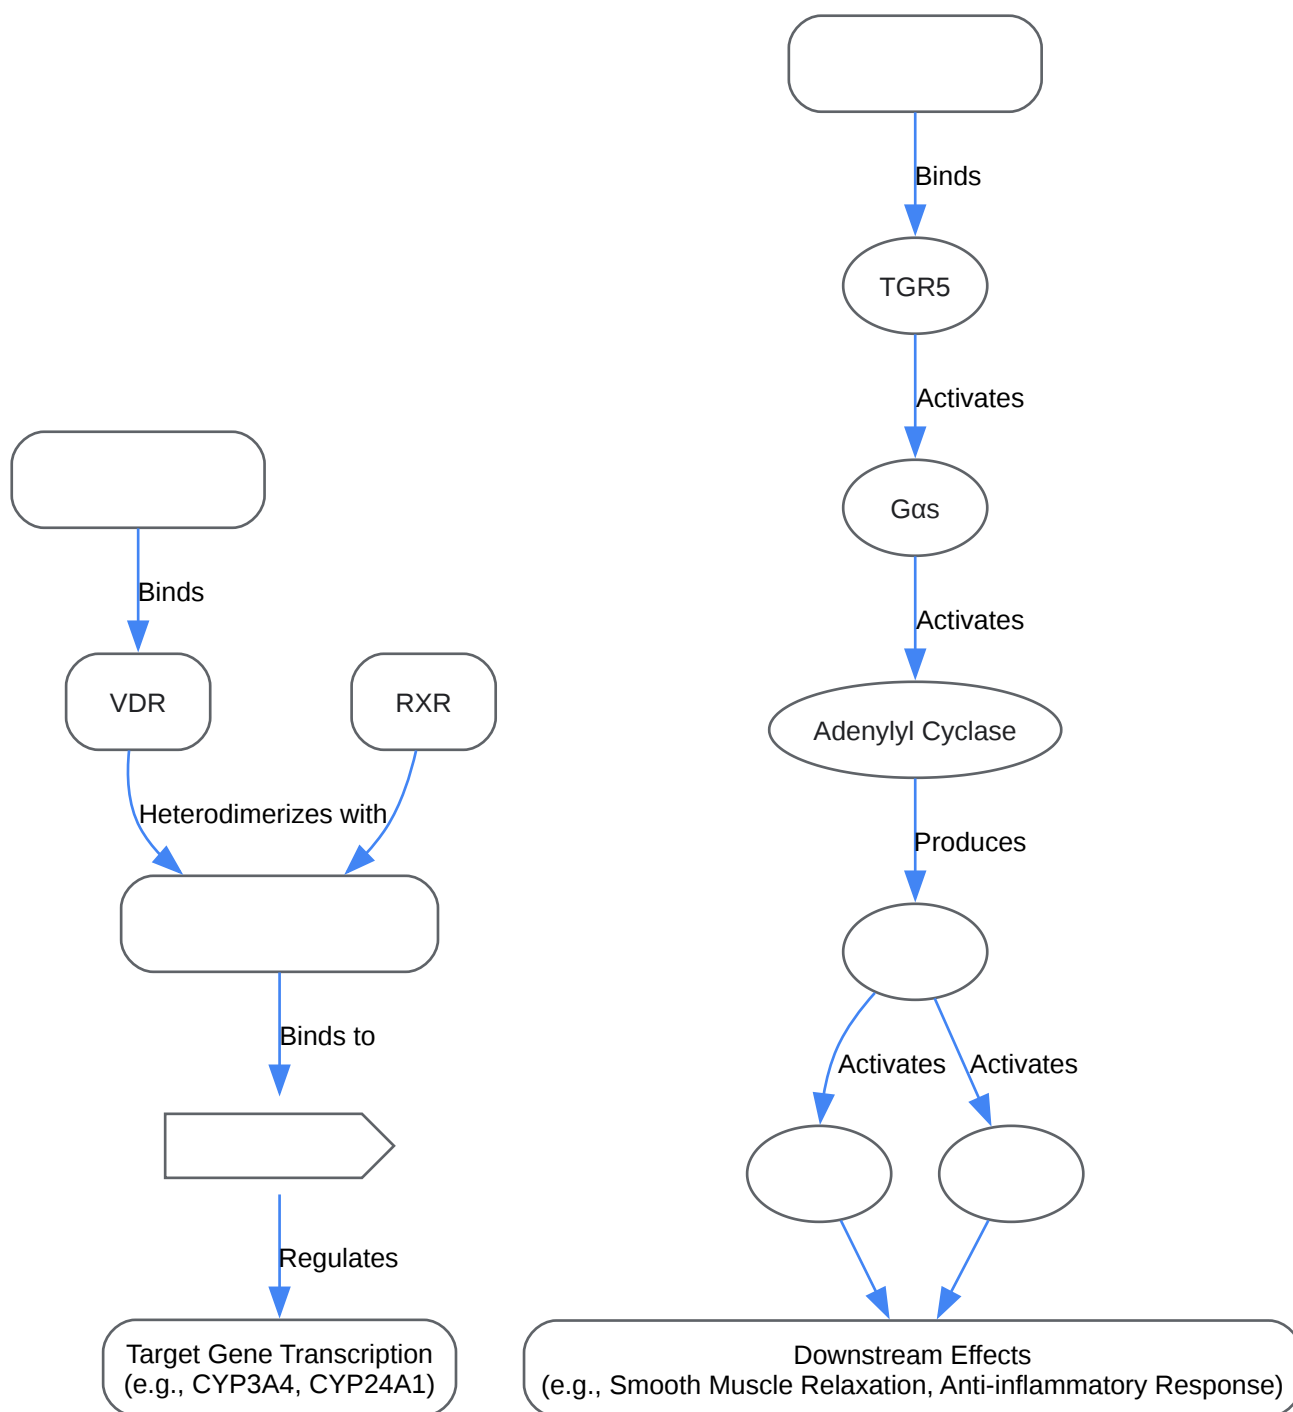 Binds
TGR5
Activates
Gαs
Activates
Adenylyl Cyclase
Produces
Activates
Activates
Downstream Effects
(e.g., Smooth Muscle Relaxation, Anti-inflammatory Response)
Binds
VDR
RXR
Heterodimerizes with
Binds to
Regulates
Target Gene Transcription
(e.g., CYP3A4, CYP24A1)